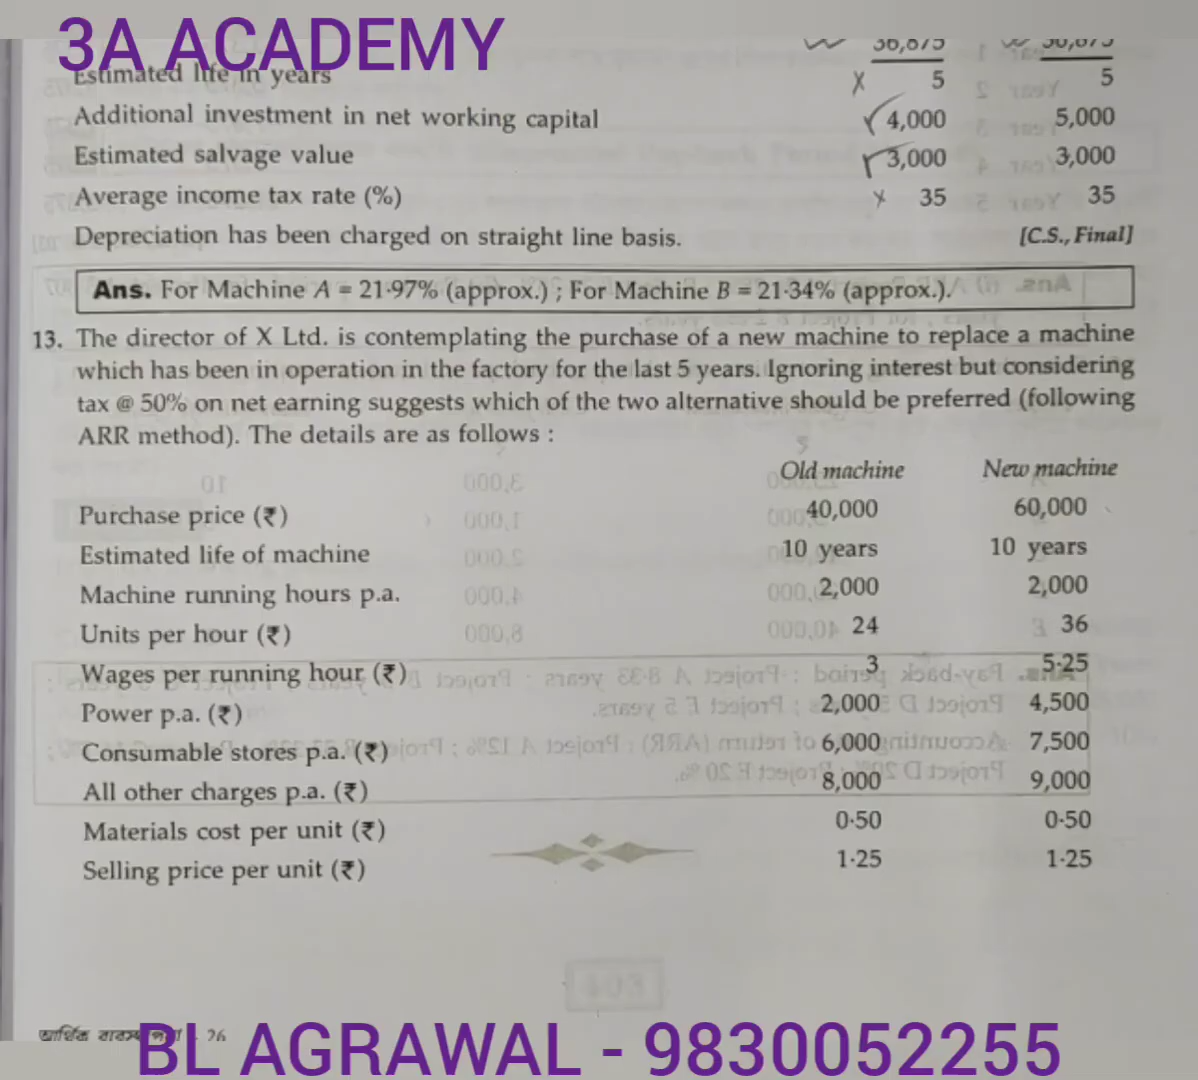 3A ACADEMY
36,875 36,875
Estimated life in years 5 5
Additional investment in net working capital 4,000 5,000
Estimated salvage value 3,000 3,000
Average income tax rate (%) 35 35
Depreciation has been charged on straight line basis. [C.S., Final]
Ans. For Machine A = 21·97% (approx.) ; For Machine B = 21·34% (approx.).
13. The director of X Ltd. is contemplating the purchase of a new machine to replace a machine
which has been in operation in the factory for the last 5 years. Ignoring interest but considering
tax @ 50% on net earning suggests which of the two alternative should be preferred (following
ARR method). The details are as follows :
Old machine New machine
Purchase price (₹) 40,000 60,000
Estimated life of machine 10 years 10 years
Machine running hours p.a. 2,000 2,000
Units per hour (₹) 24 36
Wages per running hour (₹) 3 5·25
Power p.a. (₹) 2,000 4,500
Consumable stores p.a. (₹) 6,000 7,500
All other charges p.a. (₹) 8,000 9,000
Materials cost per unit (₹) 0·50 0·50
Selling price per unit (₹) 1·25 1·25
26
BL AGRAWAL - 9830052255